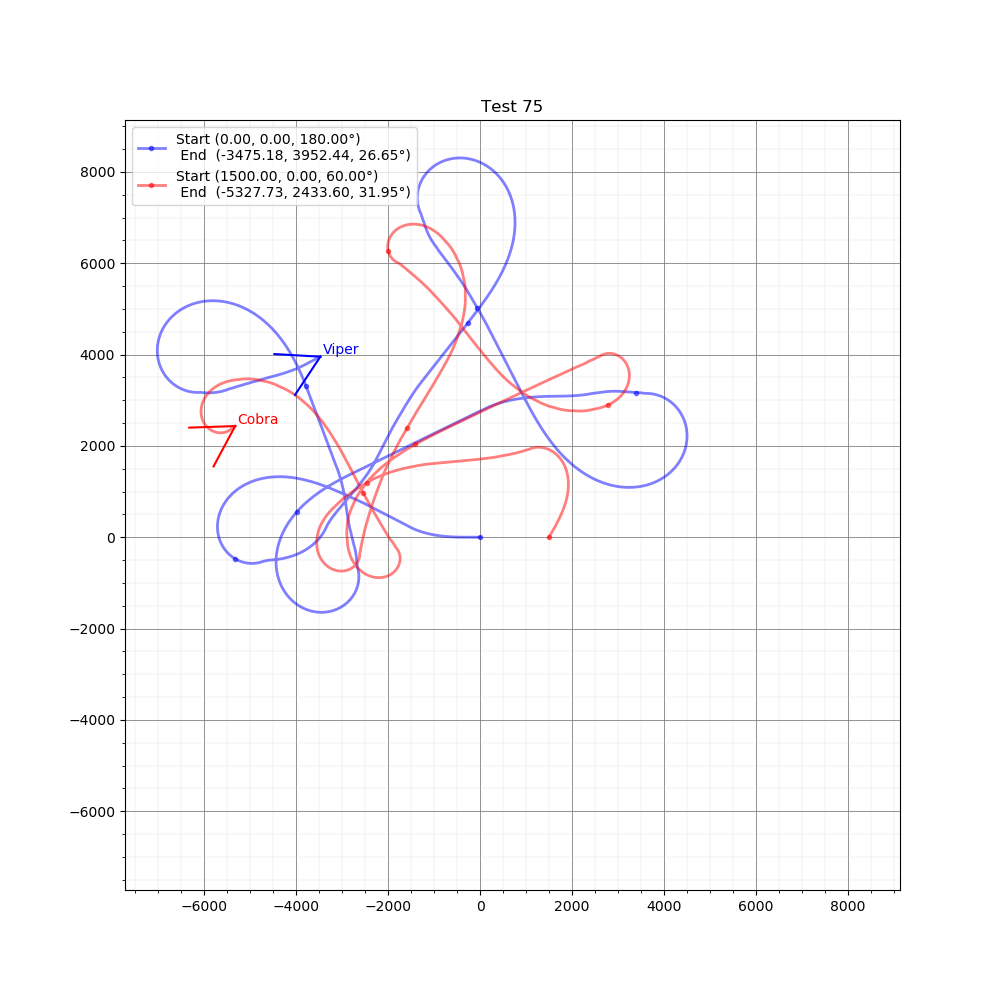 Test 75
Start (0.00, 0.00, 180.00°)
End (-3475.18, 3952.44, 26.65°)
Start (1500.00, 0.00, 60.00°)
End (-5327.73, 2433.60, 31.95°)
8000
6000
4000
2000
0
−2000
−4000
−6000
Viper
Cobra
−6000 −4000 −2000 0 2000 4000 6000 8000